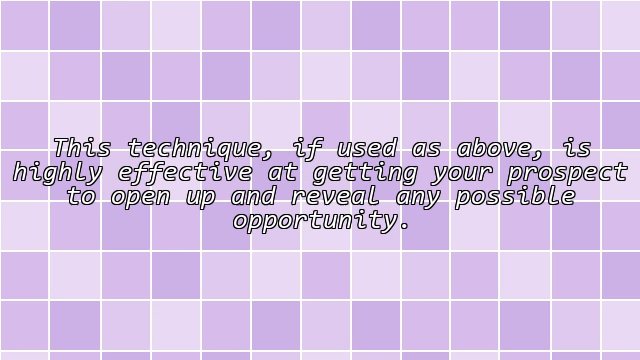 This technique, if used as above, is
highly effective at getting your prospect
to open up and reveal any possible
opportunity.